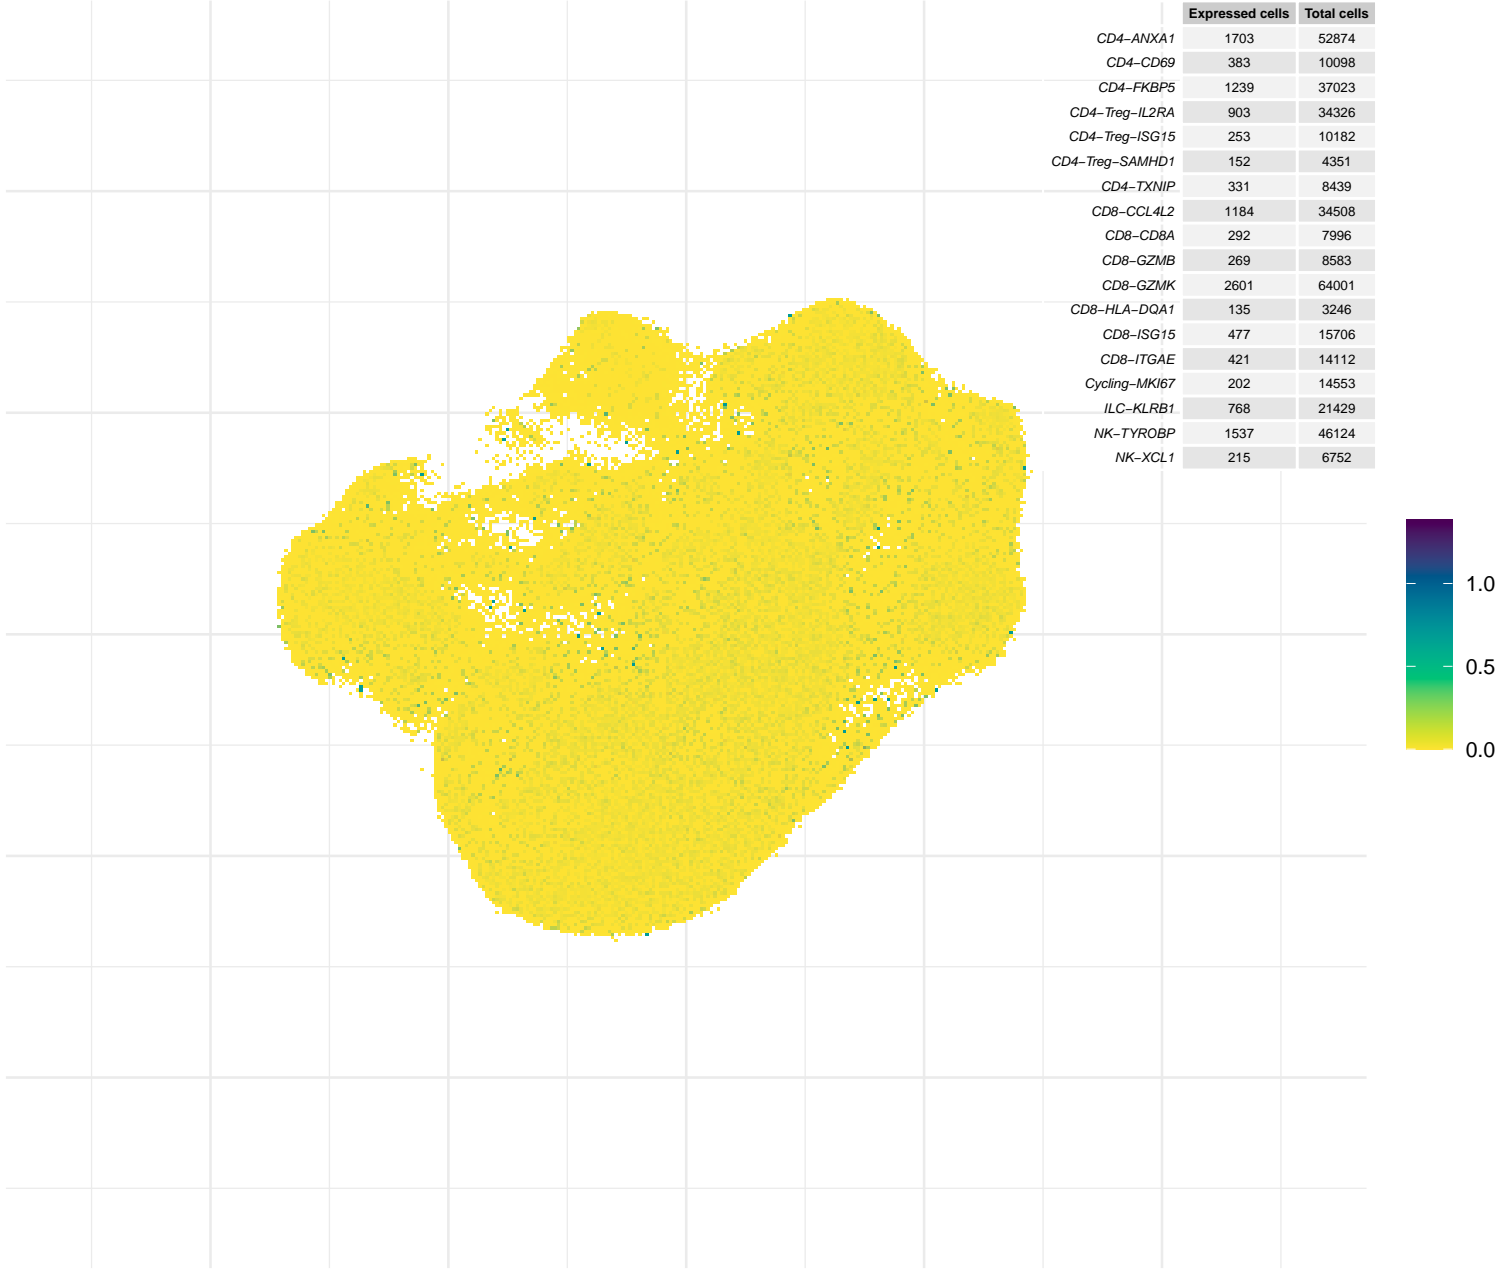 Expressed cells Total cells
CD4−ANXA1 1703 52874
CD4−CD69 383 10098
CD4−FKBP5 1239 37023
CD4−Treg−IL2RA 903 34326
CD4−Treg−ISG15 253 10182
CD4−Treg−SAMHD1 152 4351
CD4−TXNIP 331 8439
CD8−CCL4L2 1184 34508
CD8−CD8A 292 7996
CD8−GZMB 269 8583
CD8−GZMK 2601 64001
CD8−HLA−DQA1 135 3246
CD8−ISG15 477 15706
CD8−ITGAE 421 14112
Cycling−MKI67 202 14553
ILC−KLRB1 768 21429
NK−TYROBP 1537 46124
NK−XCL1 215 6752
1.0
0.5
0.0